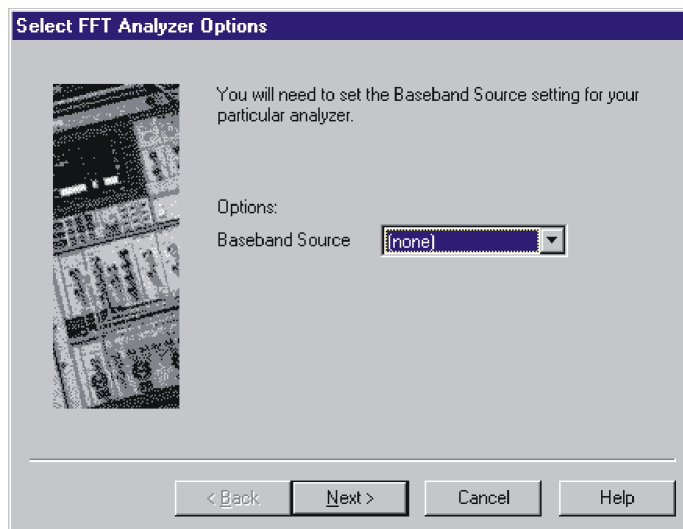 Select FFT Analyzer Options
You will need to set the Baseband Source setting for your
particular analyzer.
Options:
Baseband Source (none)
< Back Next > Cancel Help